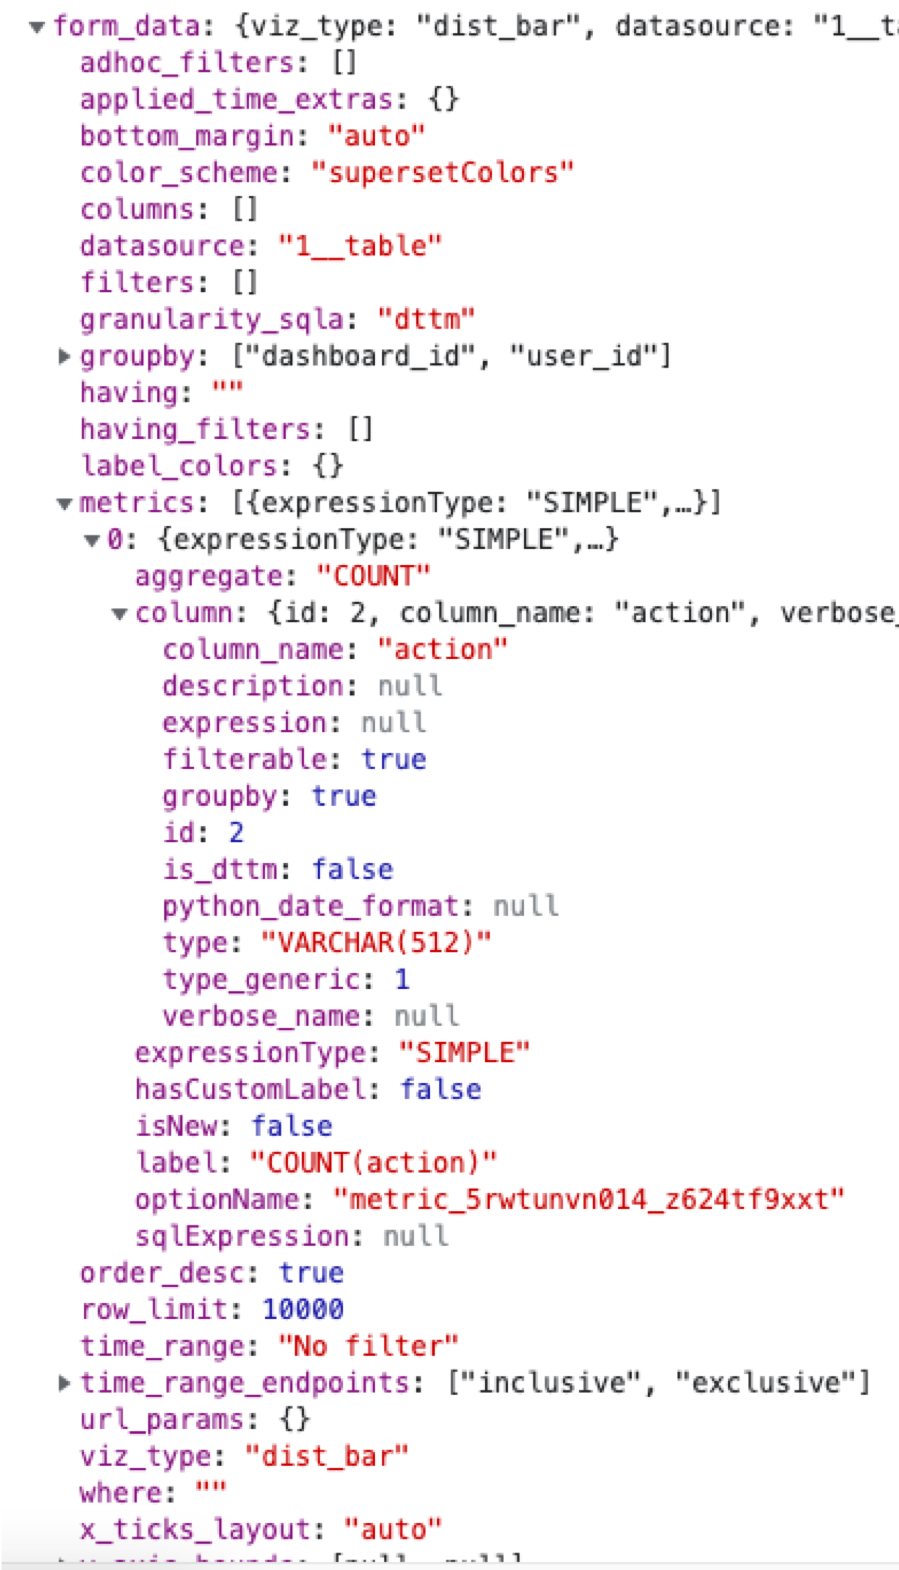 ▼ form_data: {viz_type: "dist_bar", datasource: "1__ta
adhoc_filters: []
applied_time_extras: {}
bottom_margin: "auto"
color_scheme: "supersetColors"
columns: []
datasource: "1__table"
filters: []
granularity_sqla: "dttm"
▶ groupby: ["dashboard_id", "user_id"]
having: ""
having_filters: []
label_colors: {}
▼ metrics: [{expressionType: "SIMPLE",…}]
▼ 0: {expressionType: "SIMPLE",…}
aggregate: "COUNT"
▼ column: {id: 2, column_name: "action", verbose_
column_name: "action"
description: null
expression: null
filterable: true
groupby: true
id: 2
is_dttm: false
python_date_format: null
type: "VARCHAR(512)"
type_generic: 1
verbose_name: null
expressionType: "SIMPLE"
hasCustomLabel: false
isNew: false
label: "COUNT(action)"
optionName: "metric_5rwtunvn014_z624tf9xxt"
sqlExpression: null
order_desc: true
row_limit: 10000
time_range: "No filter"
▶ time_range_endpoints: ["inclusive", "exclusive"]
url_params: {}
viz_type: "dist_bar"
where: ""
x_ticks_layout: "auto"